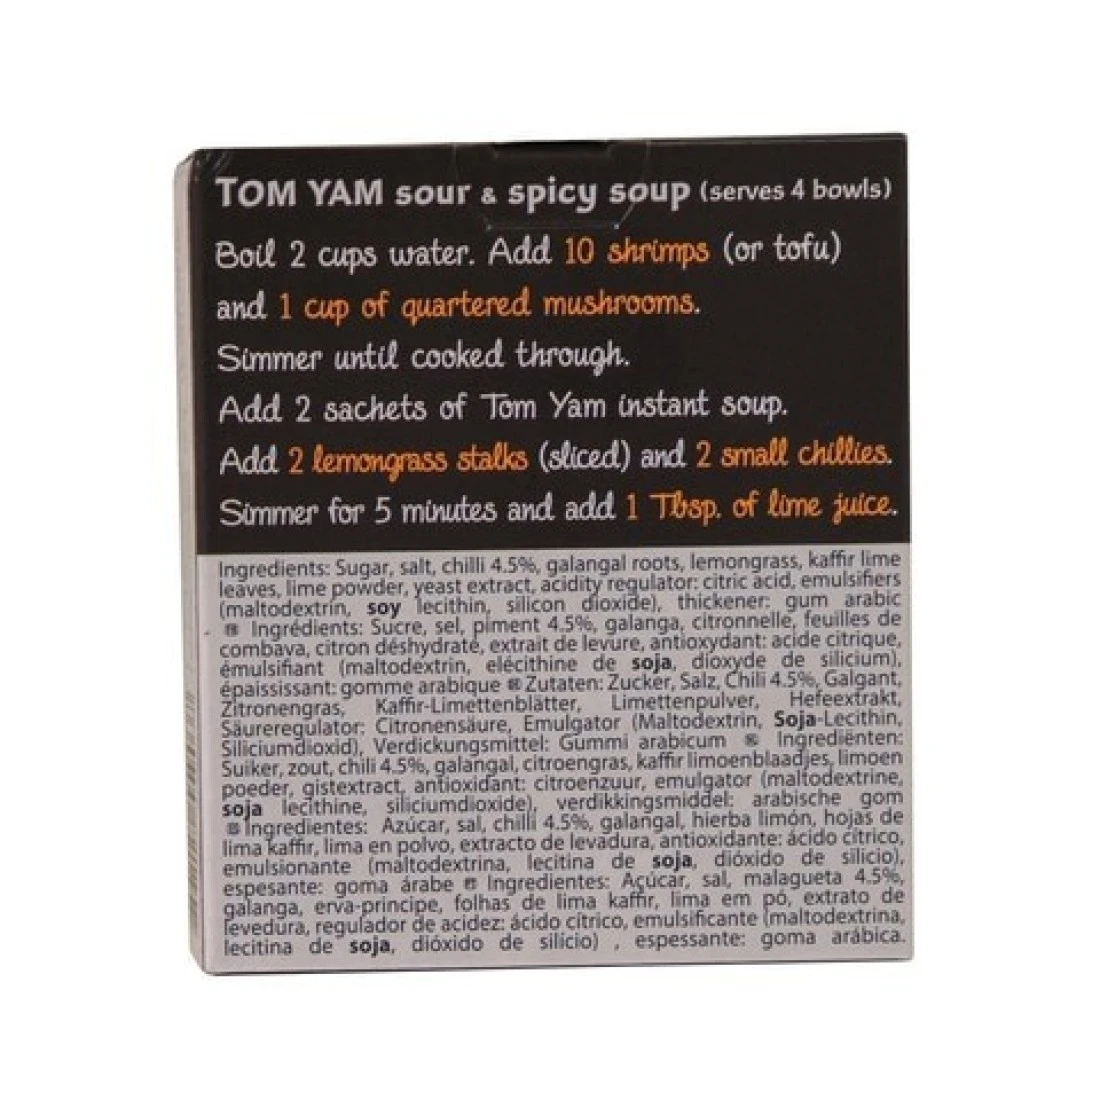 TOM YAM sour & spicy soup (serves 4 bowls)
Boil 2 cups water. Add 10 shrimps (or tofu)
and 1 cup of quartered mushrooms.
Simmer until cooked through.
Add 2 sachets of Tom Yam instant soup.
Add 2 lemongrass stalks (sliced) and 2 small chillies.
Simmer for 5 minutes and add 1 Tbsp. of lime juice.
Ingredients: Sugar, salt, chilli 4.5%, galangal roots, lemongrass, kaffir lime
leaves, lime powder, yeast extract, acidity regulator: citric acid, emulsifiers
(maltodextrin, soy lecithin, silicon dioxide), thickener: gum arabic
Ingrédients: Sucre, sel, piment 4.5%, galanga, citronnelle, feuilles de
combava, citron déshydraté, extrait de levure, antioxydant: acide citrique,
émulsifiant (maltodextrin, elécithine de soja, dioxyde de silicium),
épaississant: gomme arabique Zutaten: Zucker, Salz, Chili 4.5%, Galgant,
Zitronengras, Kaffir-Limettenblätter, Limettenpulver, Hefeextrakt,
Säureregulator: Citronensäure, Emulgator (Maltodextrin, Soja-Lecithin,
Siliciumdioxid), Verdickungsmittel: Gummi arabicum Ingrediënten:
Suiker, zout, chili 4.5%, galangal, citroengras, kaffir limoenblaadjes, limoen
poeder, gistextract, antioxidant: citroenzuur, emulgator (maltodextrine,
soja lecithine, siliciumdioxide), verdikkingsmiddel: arabische gom
Ingredientes: Azúcar, sal, chilli 4.5%, galangal, hierba limón, hojas de
lima kaffir, lima en polvo, extracto de levadura, antioxidante: ácido cítrico,
emulsionante (maltodextrina, lecitina de soja, dióxido de silicio),
espesante: goma árabe Ingredientes: Açúcar, sal, malagueta 4.5%,
galanga, erva-principe, folhas de lima kaffir, lima em pó, extrato de
levedura, regulador de acidez: ácido cítrico, emulsificante (maltodextrina,
lecitina de soja, dióxido de silício) , espessante: goma arábica.